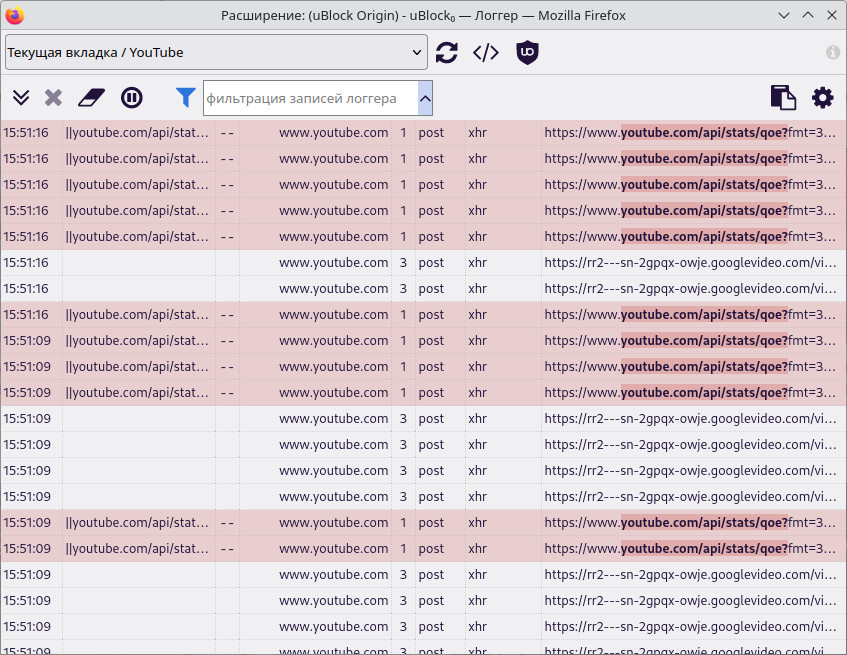 Расширение: (uBlock Origin) - uBlock₀ — Логгер — Mozilla Firefox
Текущая вкладка / YouTube
</> uO
фильтрация записей логгера
15:51:16 ||youtube.com/api/stat… -- www.youtube.com 1 post xhr https://www.youtube.com/api/stats/qoe?fmt=3…
15:51:16 ||youtube.com/api/stat… -- www.youtube.com 1 post xhr https://www.youtube.com/api/stats/qoe?fmt=3…
15:51:16 ||youtube.com/api/stat… -- www.youtube.com 1 post xhr https://www.youtube.com/api/stats/qoe?fmt=3…
15:51:16 ||youtube.com/api/stat… -- www.youtube.com 1 post xhr https://www.youtube.com/api/stats/qoe?fmt=3…
15:51:16 ||youtube.com/api/stat… -- www.youtube.com 1 post xhr https://www.youtube.com/api/stats/qoe?fmt=3…
15:51:16 www.youtube.com 3 post xhr https://rr2---sn-2gpqx-owje.googlevideo.com/vi…
15:51:16 www.youtube.com 3 post xhr https://rr2---sn-2gpqx-owje.googlevideo.com/vi…
15:51:16 ||youtube.com/api/stat… -- www.youtube.com 1 post xhr https://www.youtube.com/api/stats/qoe?fmt=3…
15:51:09 ||youtube.com/api/stat… -- www.youtube.com 1 post xhr https://www.youtube.com/api/stats/qoe?fmt=3…
15:51:09 ||youtube.com/api/stat… -- www.youtube.com 1 post xhr https://www.youtube.com/api/stats/qoe?fmt=3…
15:51:09 ||youtube.com/api/stat… -- www.youtube.com 1 post xhr https://www.youtube.com/api/stats/qoe?fmt=3…
15:51:09 www.youtube.com 3 post xhr https://rr2---sn-2gpqx-owje.googlevideo.com/vi…
15:51:09 www.youtube.com 3 post xhr https://rr2---sn-2gpqx-owje.googlevideo.com/vi…
15:51:09 www.youtube.com 3 post xhr https://rr2---sn-2gpqx-owje.googlevideo.com/vi…
15:51:09 www.youtube.com 3 post xhr https://rr2---sn-2gpqx-owje.googlevideo.com/vi…
15:51:09 ||youtube.com/api/stat… -- www.youtube.com 1 post xhr https://www.youtube.com/api/stats/qoe?fmt=3…
15:51:09 ||youtube.com/api/stat… -- www.youtube.com 1 post xhr https://www.youtube.com/api/stats/qoe?fmt=3…
15:51:09 www.youtube.com 3 post xhr https://rr2---sn-2gpqx-owje.googlevideo.com/vi…
15:51:09 www.youtube.com 3 post xhr https://rr2---sn-2gpqx-owje.googlevideo.com/vi…
15:51:09 www.youtube.com 3 post xhr https://rr2---sn-2gpqx-owje.googlevideo.com/vi…
15:51:09 www.youtube.com 3 post xhr https://rr2---sn-2gpqx-owje.googlevideo.com/vi…